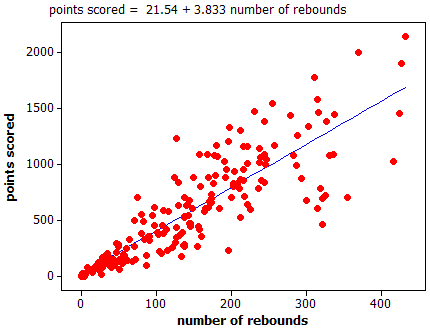 points scored = 21.54 + 3.833 number of rebounds
2000
1500
1000
500
0
points scored
0 100 200 300 400
number of rebounds